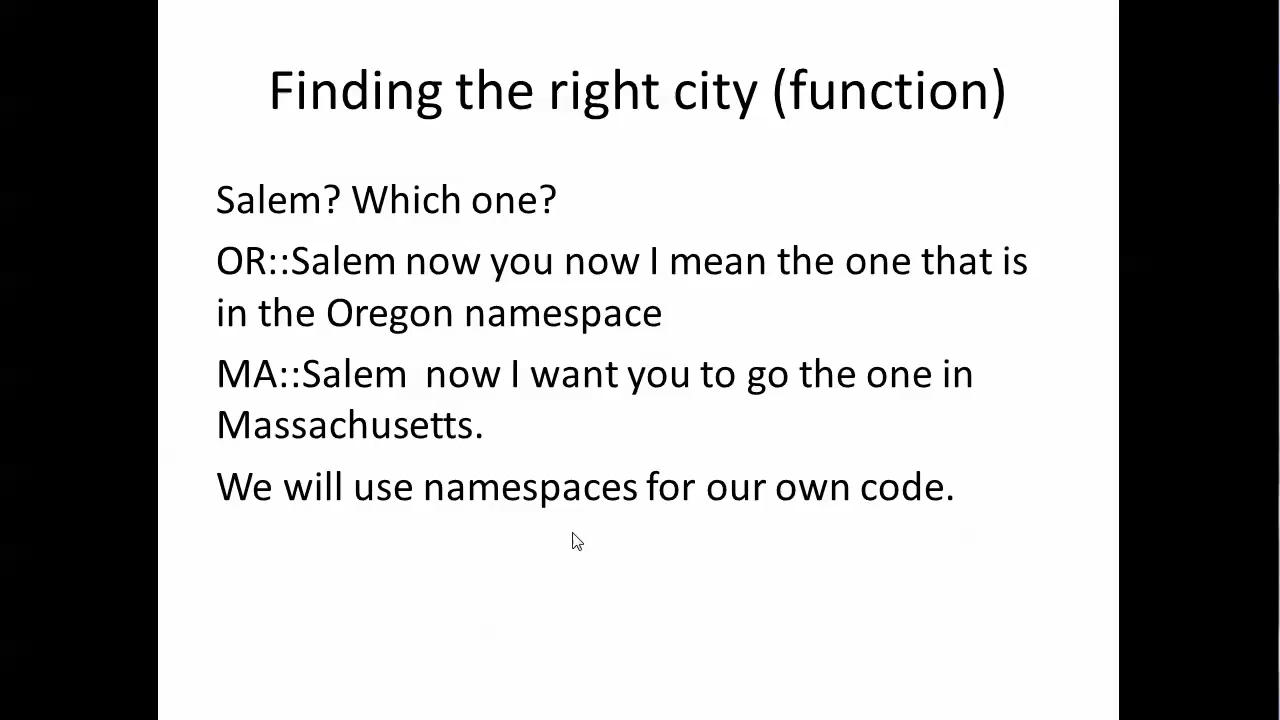 Finding the right city (function)
Salem? Which one?
OR::Salem now you now I mean the one that is
in the Oregon namespace
MA::Salem now I want you to go the one in
Massachusetts.
We will use namespaces for our own code.